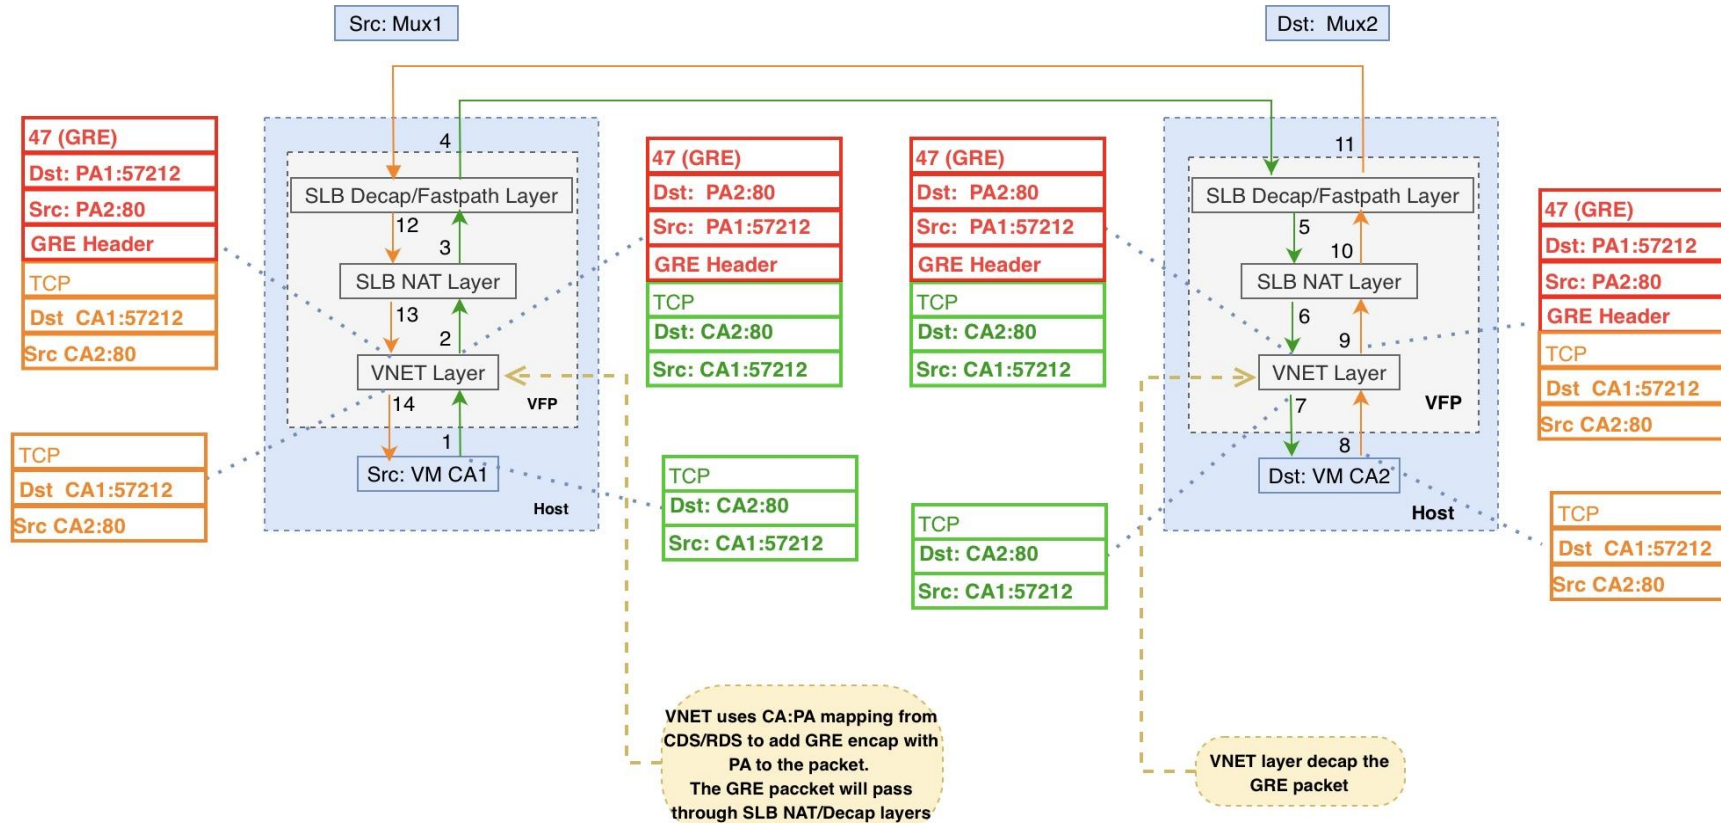 Src: Mux1
Dst:  Mux2
47 (GRE)
Dst: PA1:57212
Src: PA2:80
GRE Header
TCP
Dst  CA1:57212
Src CA2:80
TCP
Dst  CA1:57212
Src CA2:80
4
SLB Decap/Fastpath Layer
12
3
SLB NAT Layer
13
2
VNET Layer
14
VFP
1
Src: VM CA1
Host
47 (GRE)
Dst:  PA2:80
Src:  PA1:57212
GRE Header
TCP
Dst: CA2:80
Src: CA1:57212
TCP
Dst: CA2:80
Src: CA1:57212
47 (GRE)
Dst:  PA2:80
Src:  PA1:57212
GRE Header
TCP
Dst: CA2:80
Src: CA1:57212
TCP
Dst: CA2:80
Src: CA1:57212
11
SLB Decap/Fastpath Layer
5
10
SLB NAT Layer
6
9
VNET Layer
7
VFP
8
Dst: VM CA2
Host
47 (GRE)
Dst: PA1:57212
Src: PA2:80
GRE Header
TCP
Dst  CA1:57212
Src CA2:80
TCP
Dst  CA1:57212
Src CA2:80
VNET uses CA:PA mapping from
CDS/RDS to add GRE encap with
PA to the packet.
The GRE paccket will pass
through SLB NAT/Decap layers
VNET layer decap the
GRE packet